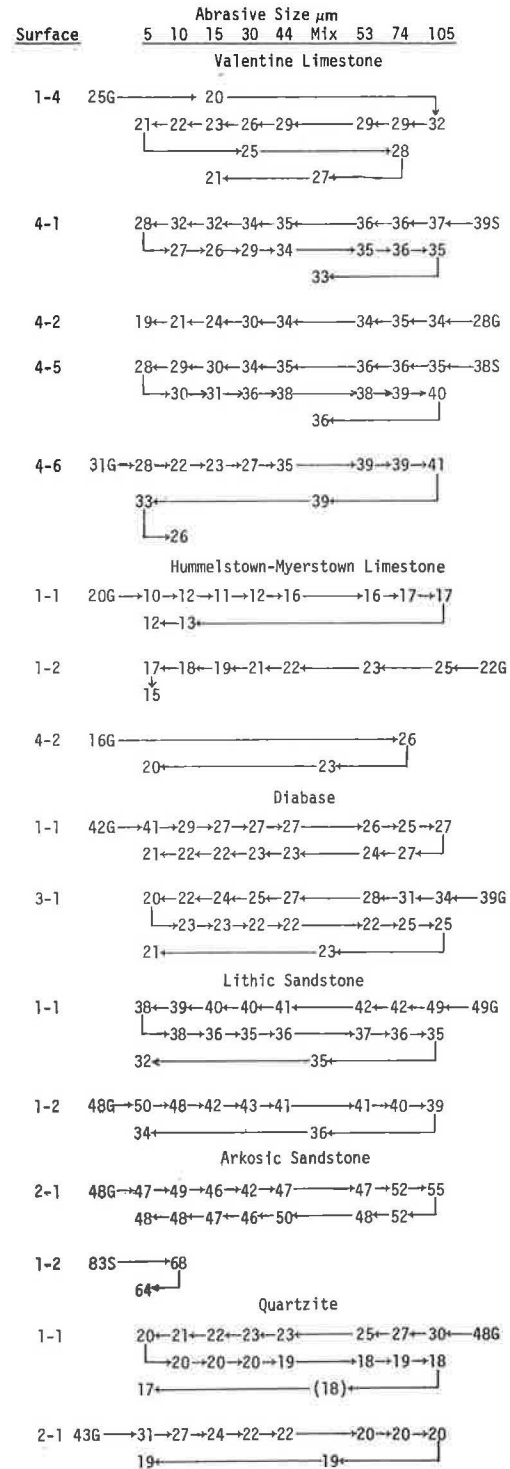 Abrasive Size μm
Surface 5 10 15 30 44 Mix 53 74 105
Valentine Limestone
1-4 25G→20
21←22←23←26←29←29←29←32
25→28
21←27
4-1 28←32←32←34←35←36←36←37←39S
→27→26→29→34→35→36→35
33
4-2 19←21←24←30←34←34←35←34←28G
4-5 28←29←30←34←35←36←36←35←38S
→30→31→36→38→38→39→40
36
4-6 31G→28→22→23→27→35→39→39→41
33←39
→26
Hummelstown-Myerstown Limestone
1-1 20G→10→12→11→12→16→16→17→17
12←13
1-2 17←18←19←21←22←23←25←22G
15
4-2 16G→26
20←23
Diabase
1-1 42G→41→29→27→27→27→26→25→27
21←22←22←23←23←24←27
3-1 20←22←24←25←27←28←31←34←39G
→23→23→22→22→22→25→25
21←23
Lithic Sandstone
1-1 38←39←40←40←41←42←42←49←49G
→38→36→35→36→37→36→35
32←35
1-2 48G→50→48→42→43→41→41→40→39
34←36
Arkosic Sandstone
2-1 48G→47→49→46→42→47→47→52→55
48←48←47←46←50←48←52
1-2 83S→68
64
Quartzite
1-1 20←21←22←23←23←25←27←30←48G
→20→20→20→19→18→19→18
17←(18)
2-1 43G→31→27→24→22→22→20→20→20
19←19